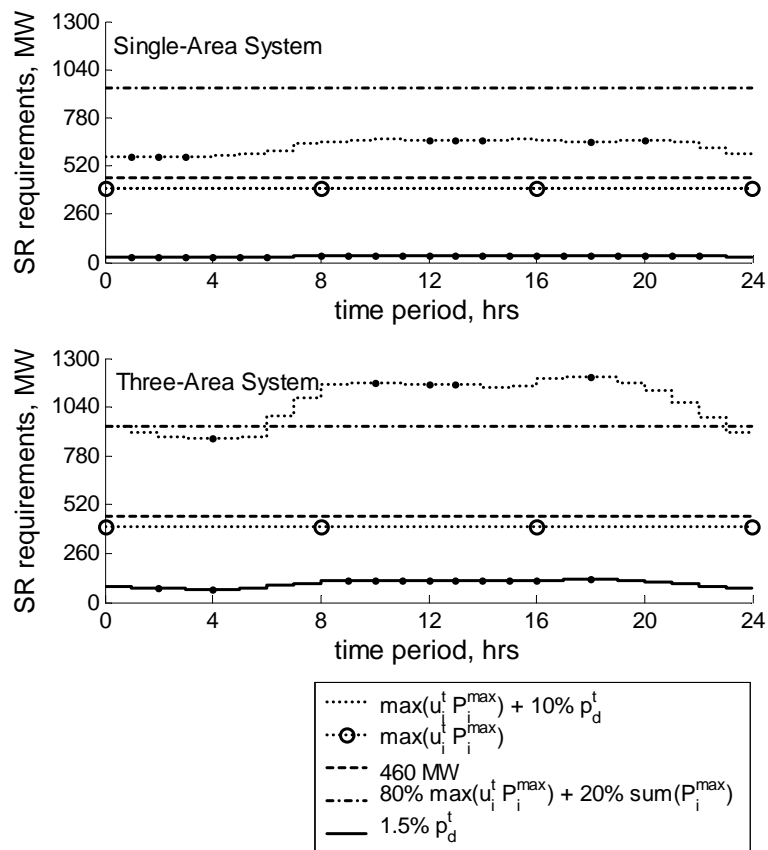 SR requirements, MW
Single-Area System
1300
1040
780
520
260
0
0 4 8 12 16 20 24
time period, hrs
SR requirements, MW
Three-Area System
1300
1040
780
520
260
0
0 4 8 12 16 20 24
time period, hrs
max(u_i^t P_i^max) + 10% p_d^t
max(u_i^t P_i^max)
460 MW
80% max(u_i^t P_i^max) + 20% sum(P_i^max)
1.5% p_d^t